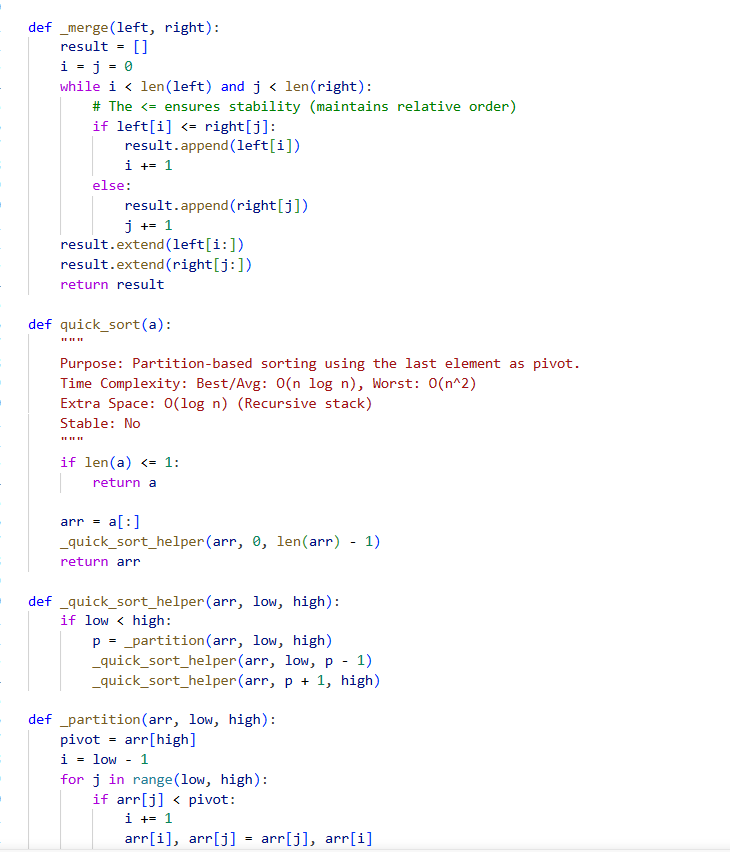 def _merge(left, right):
    result = []
    i = j = 0
    while i < len(left) and j < len(right):
        # The <= ensures stability (maintains relative order)
        if left[i] <= right[j]:
            result.append(left[i])
            i += 1
        else:
            result.append(right[j])
            j += 1
    result.extend(left[i:])
    result.extend(right[j:])
    return result

def quick_sort(a):
    """
    Purpose: Partition-based sorting using the last element as pivot.
    Time Complexity: Best/Avg: O(n log n), Worst: O(n^2)
    Extra Space: O(log n) (Recursive stack)
    Stable: No
    """
    if len(a) <= 1:
        return a

    arr = a[:]
    _quick_sort_helper(arr, 0, len(arr) - 1)
    return arr

def _quick_sort_helper(arr, low, high):
    if low < high:
        p = _partition(arr, low, high)
        _quick_sort_helper(arr, low, p - 1)
        _quick_sort_helper(arr, p + 1, high)

def _partition(arr, low, high):
    pivot = arr[high]
    i = low - 1
    for j in range(low, high):
        if arr[j] < pivot:
            i += 1
            arr[i], arr[j] = arr[j], arr[i]